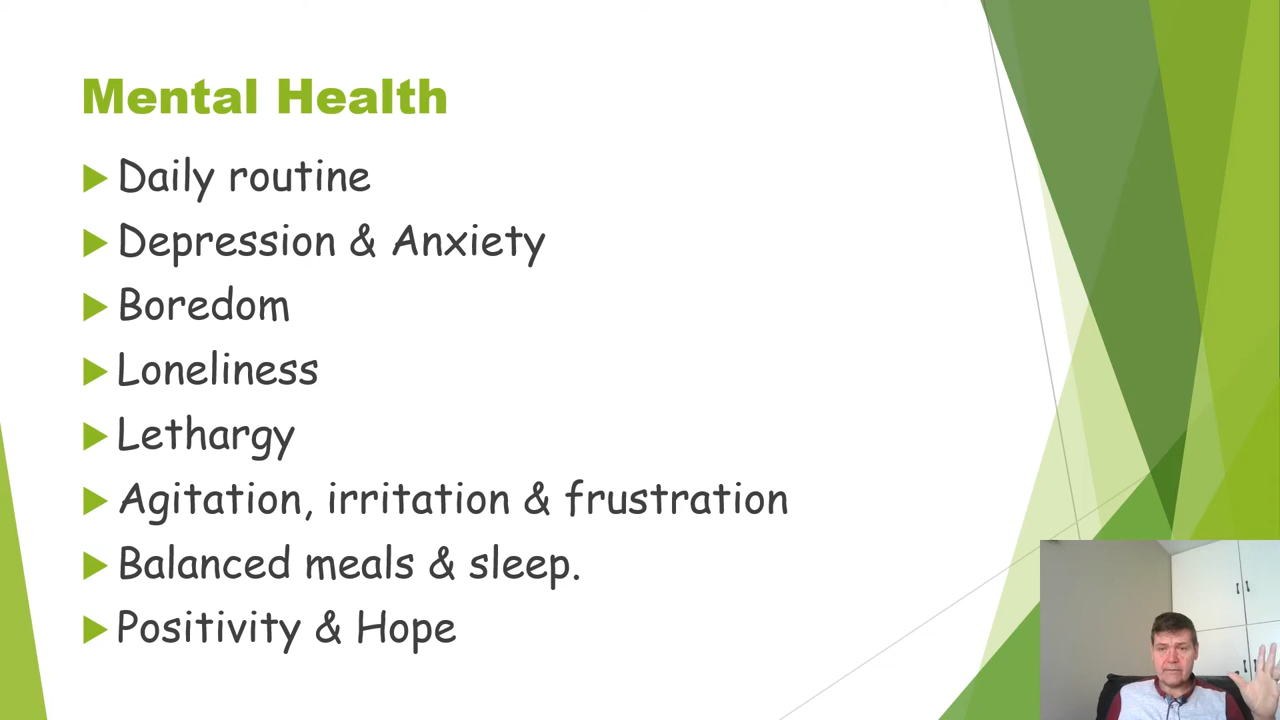 Mental Health
Daily routine
Depression & Anxiety
Boredom
Loneliness
Lethargy
Agitation, irritation & frustration
Balanced meals & sleep.
Positivity & Hope